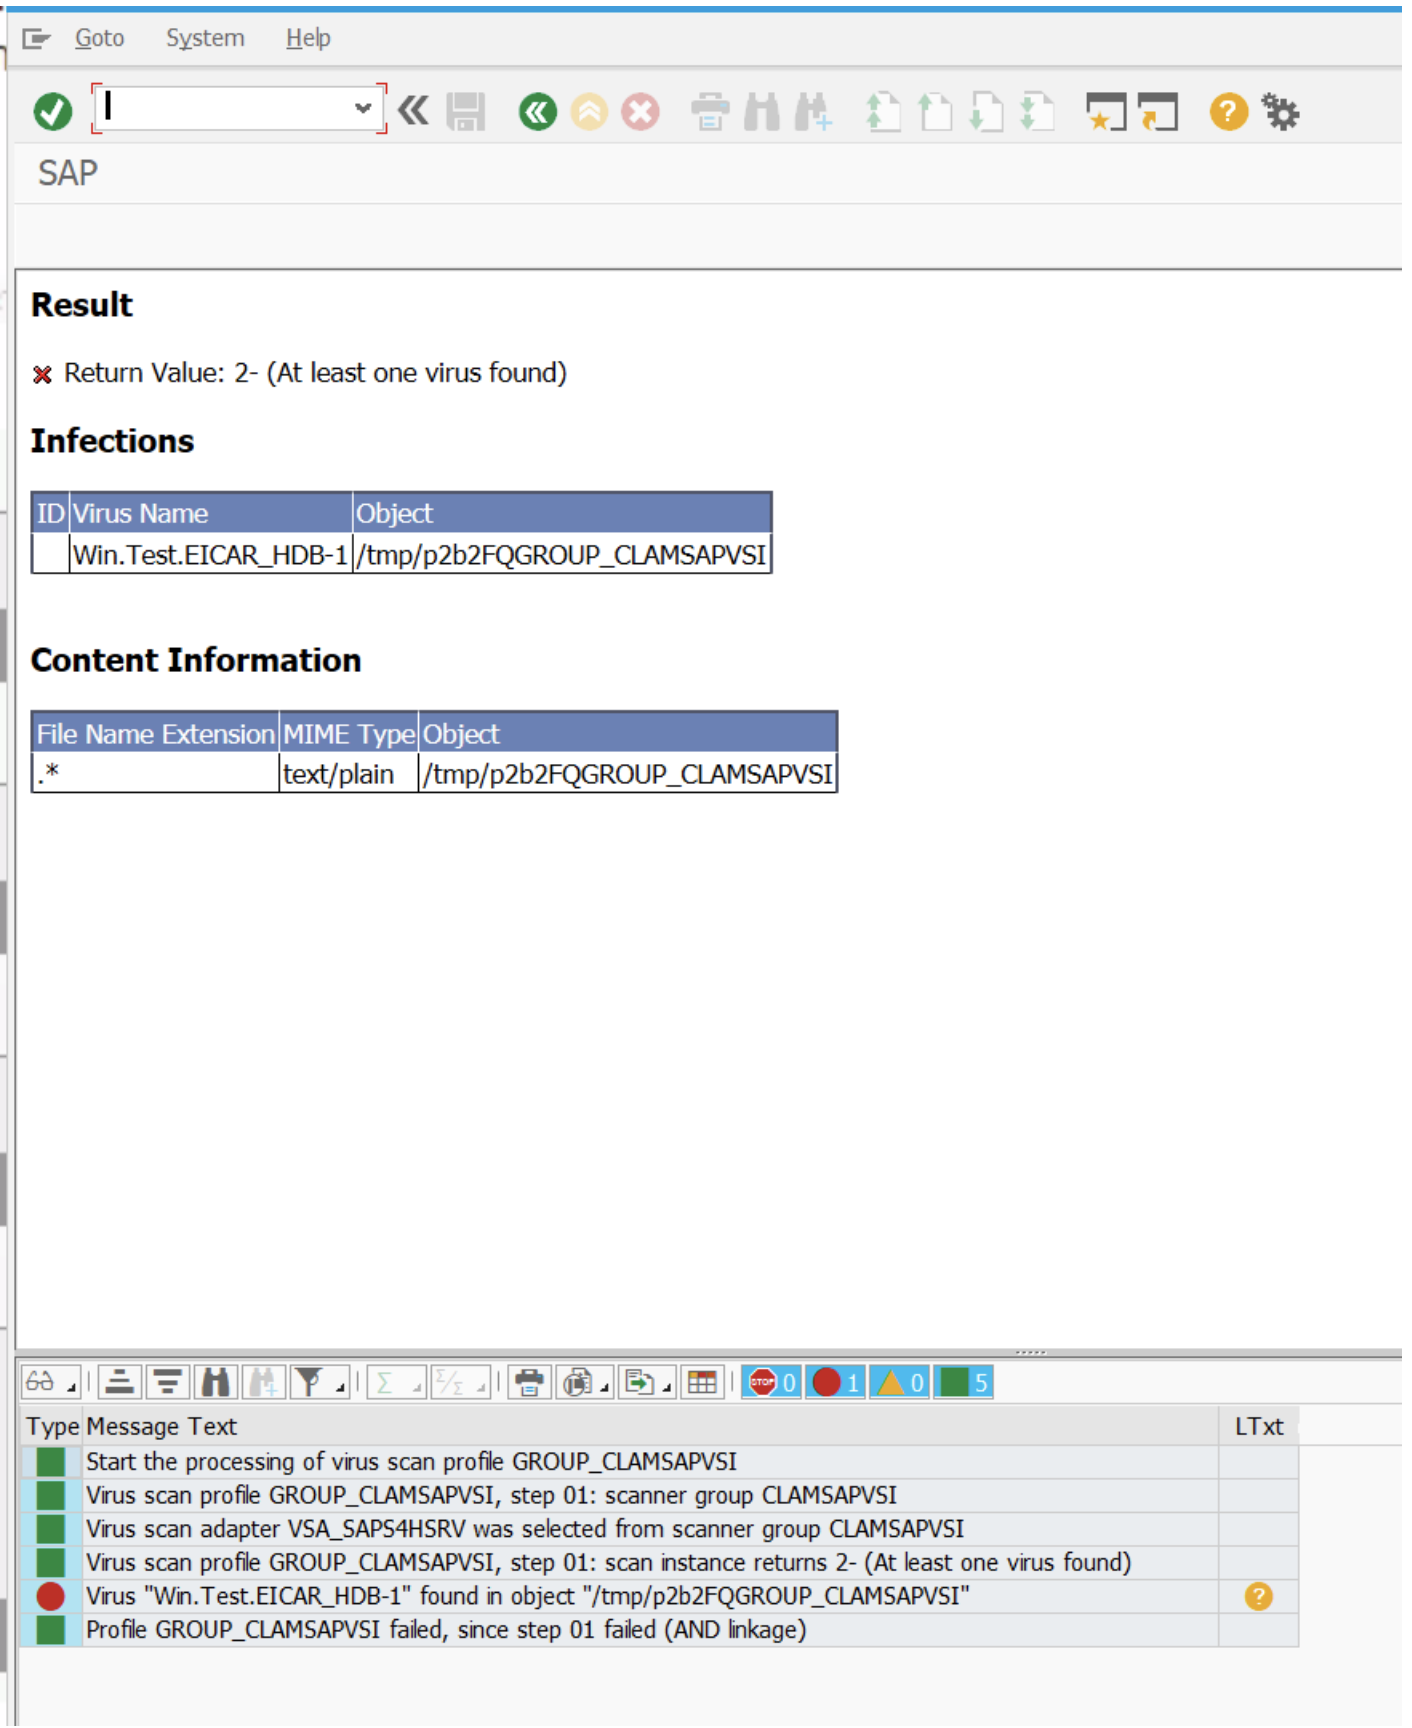 Goto System Help
SAP
Result
Return Value: 2- (At least one virus found)
Infections
ID Virus Name Object
Win.Test.EICAR_HDB-1 /tmp/p2b2FQGROUP_CLAMSAPVSI
Content Information
File Name Extension MIME Type Object
.* text/plain /tmp/p2b2FQGROUP_CLAMSAPVSI
STOP 0 1 0 5
Type Message Text LTxt
Start the processing of virus scan profile GROUP_CLAMSAPVSI
Virus scan profile GROUP_CLAMSAPVSI, step 01: scanner group CLAMSAPVSI
Virus scan adapter VSA_SAPS4HSRV was selected from scanner group CLAMSAPVSI
Virus scan profile GROUP_CLAMSAPVSI, step 01: scan instance returns 2- (At least one virus found)
Virus "Win.Test.EICAR_HDB-1" found in object "/tmp/p2b2FQGROUP_CLAMSAPVSI"
Profile GROUP_CLAMSAPVSI failed, since step 01 failed (AND linkage)